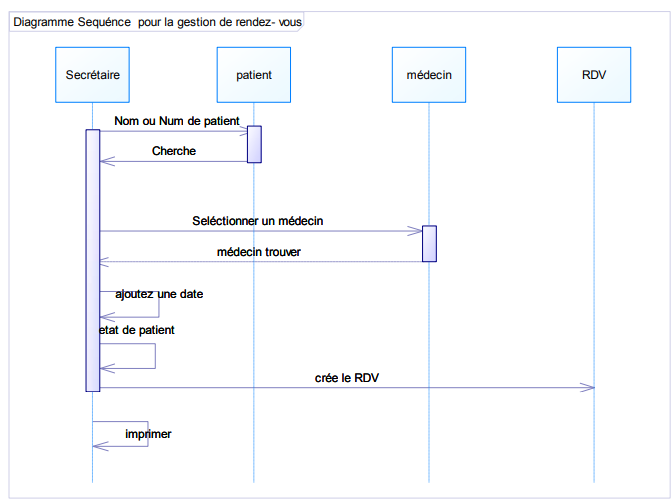 Diagramme Sequénce pour la gestion de rendez- vous
Secrétaire
patient
médecin
RDV
Nom ou Num de patient
Cherche
Seléctionner un médecin
médecin trouver
ajoutez une date
etat de patient
crée le RDV
imprimer